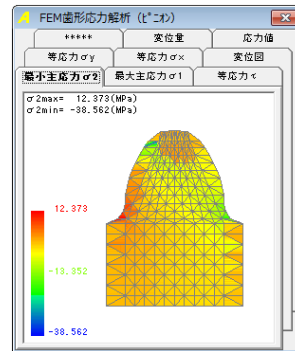 FEM歯形応力解析 (ﾋﾟﾆｵﾝ)
***** 変位量 応力値
等応力σy 等応力σx 変位図
最小主応力σ2 最大主応力σ1 等応力τ
σ2max= 12.373(MPa)
σ2min= -38.562(MPa)
12.373
-13.352
-38.562